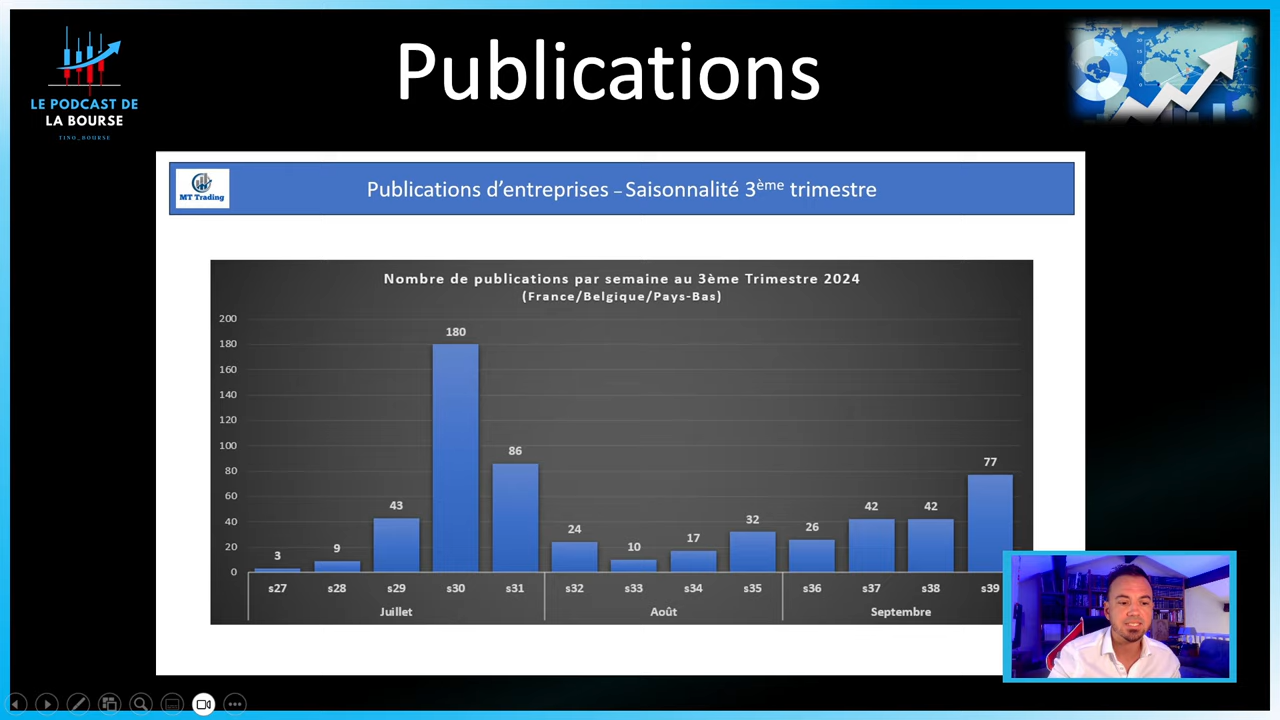 Publications
LE PODCAST DE
LA BOURSE
TINO_BOURSE
MT Trading
Publications d'entreprises – Saisonnalité 3ème trimestre
Nombre de publications par semaine au 3ème Trimestre 2024
(France/Belgique/Pays-Bas)
200
180
160
140
120
100
80
60
40
20
0
3
9
43
180
86
24
10
17
32
26
42
42
77
s27 s28 s29 s30 s31 s32 s33 s34 s35 s36 s37 s38 s39
Juillet Août Septembre